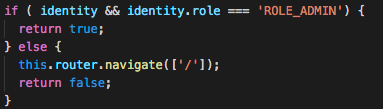 if ( identity && identity.role === 'ROLE_ADMIN') {
  return true;
} else {
  this.router.navigate(['/']);
  return false;
}